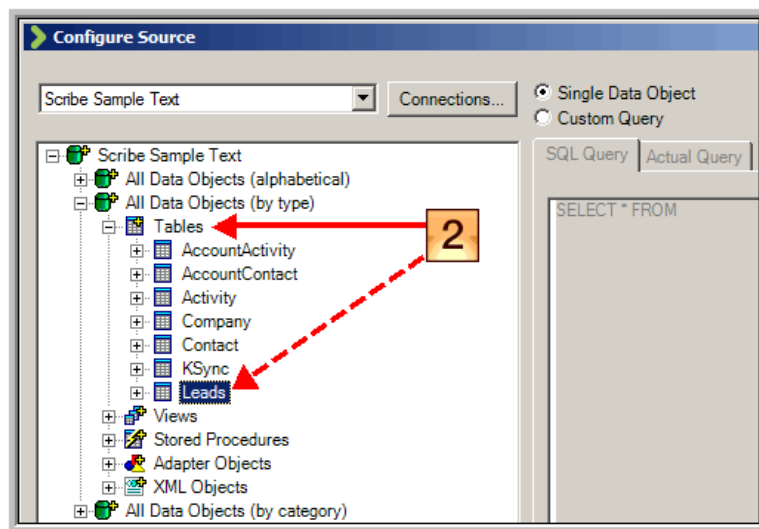 Configure Source
Scribe Sample Text
Connections...
Single Data Object
Custom Query
Scribe Sample Text
All Data Objects (alphabetical)
All Data Objects (by type)
Tables
AccountActivity
AccountContact
Activity
Company
Contact
KSync
Leads
Views
Stored Procedures
Adapter Objects
XML Objects
All Data Objects (by category)
2
SQL Query
Actual Query
SELECT * FROM